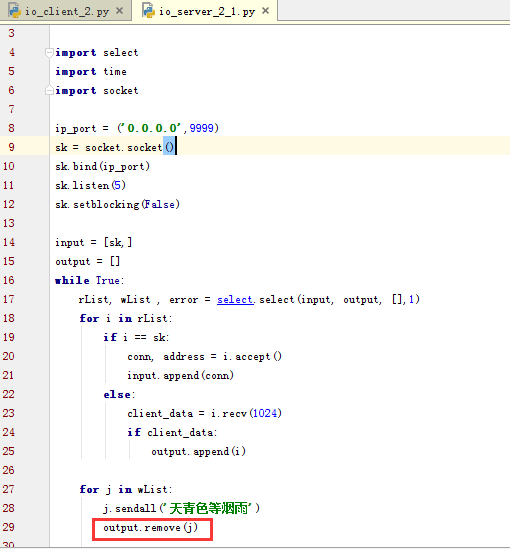 io_client_2.py × io_server_2_1.py ×
3
4 import select
5 import time
6 import socket
7
8 ip_port = ("0.0.0.0",9999)
9 sk = socket.socket()
10 sk.bind(ip_port)
11 sk.listen(5)
12 sk.setblocking(False)
13
14 input = [sk,]
15 output = []
16 while True:
17     rList, wList , error = select.select(input, output, [],1)
18     for i in rList:
19         if i == sk:
20             conn, address = i.accept()
21             input.append(conn)
22         else:
23             client_data = i.recv(1024)
24             if client_data:
25                 output.append(i)
26
27     for j in wList:
28         j.sendall("天青色等烟雨")
29         output.remove(j)